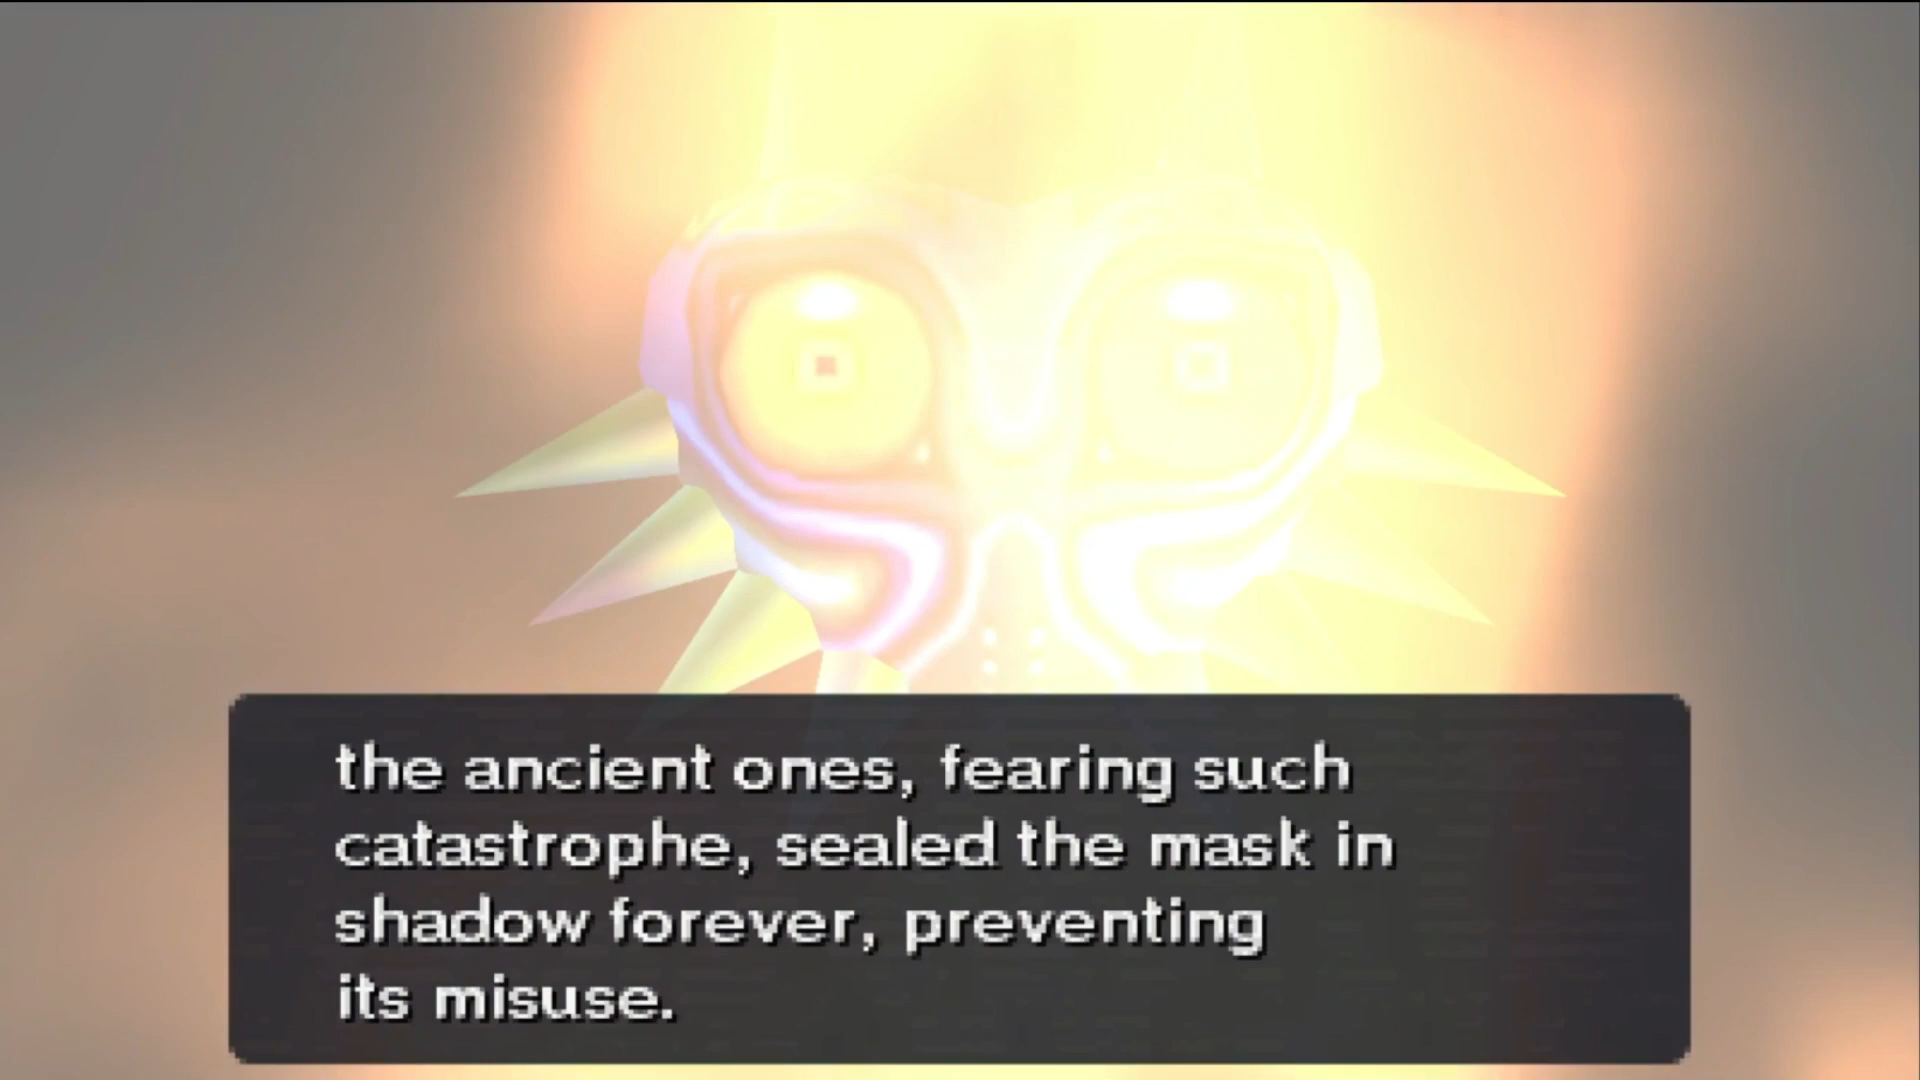 the ancient ones, fearing such
catastrophe, sealed the mask in
shadow forever, preventing
its misuse.